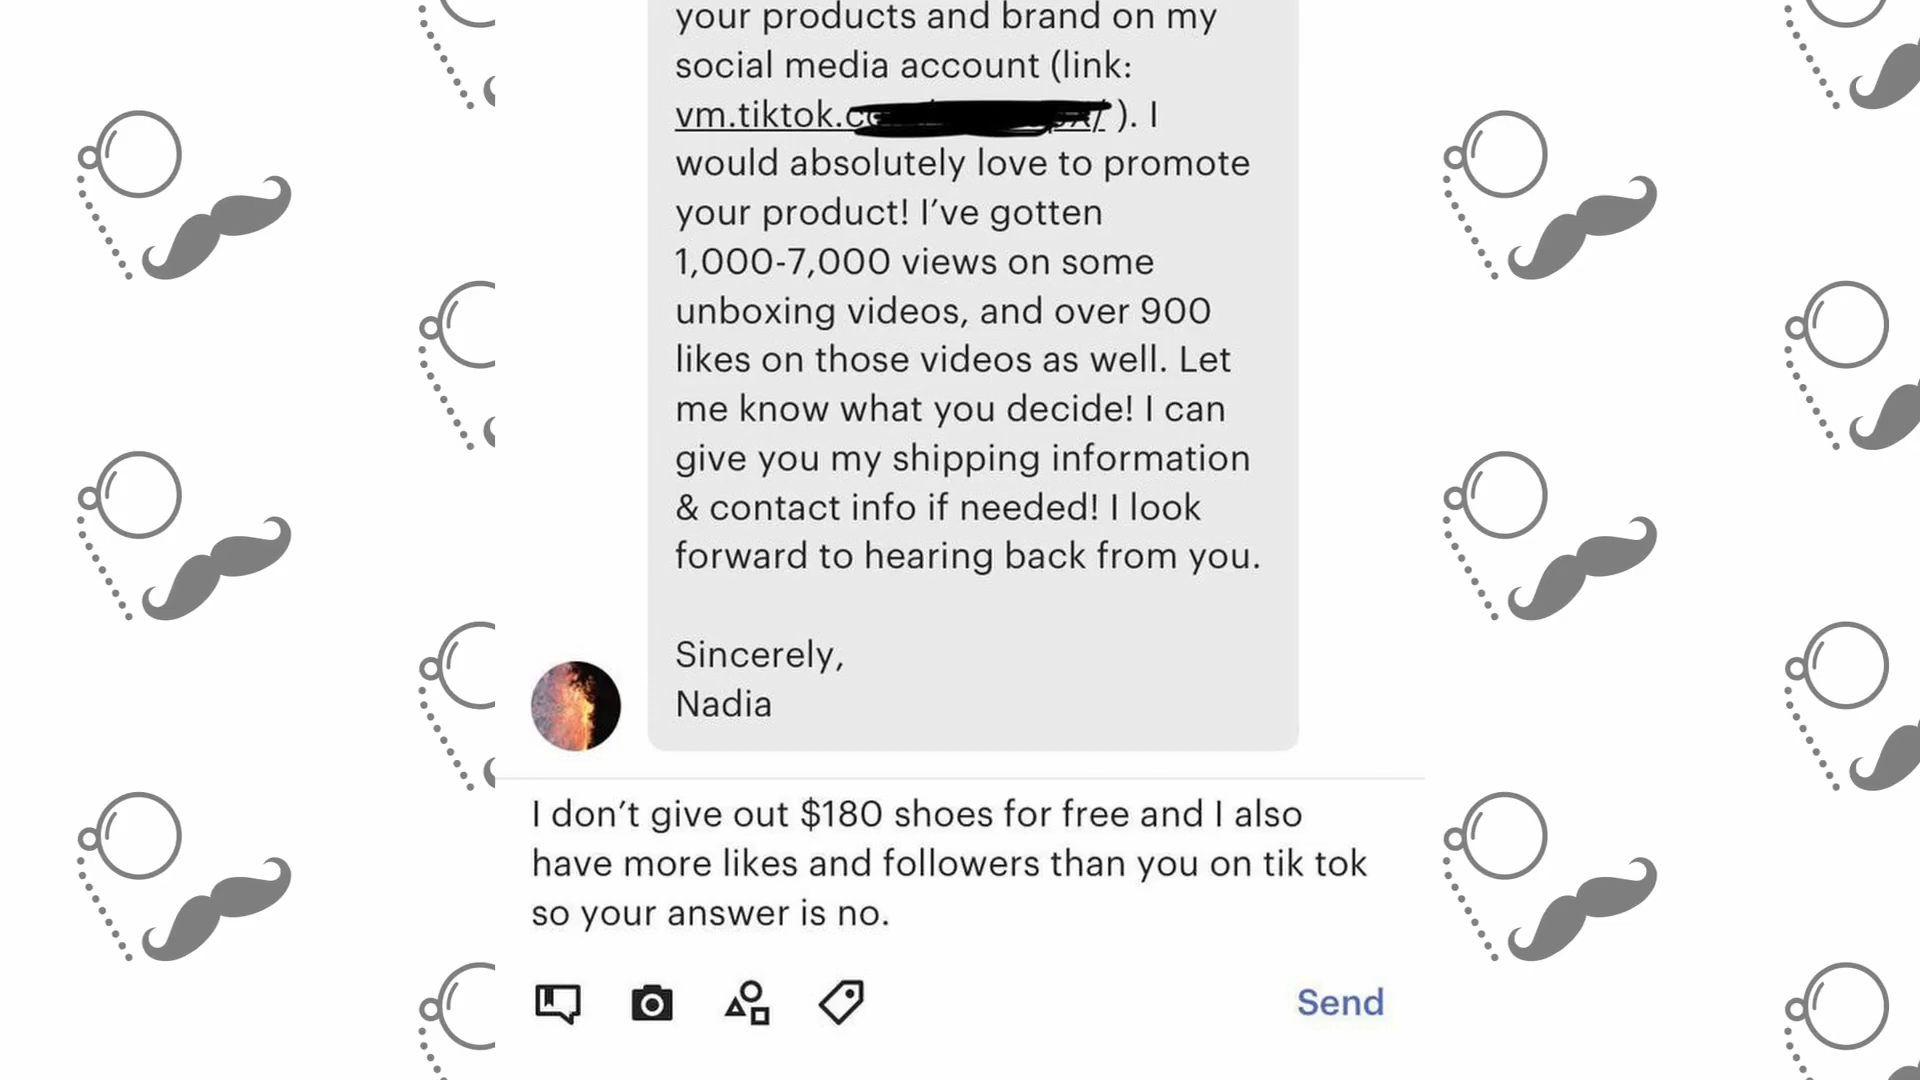 your products and brand on my
social media account (link:
vm.tiktok.c ). I
would absolutely love to promote
your product! I’ve gotten
1,000-7,000 views on some
unboxing videos, and over 900
likes on those videos as well. Let
me know what you decide! I can
give you my shipping information
& contact info if needed! I look
forward to hearing back from you.
Sincerely,
Nadia
I don’t give out $180 shoes for free and I also
have more likes and followers than you on tik tok
so your answer is no.
Send